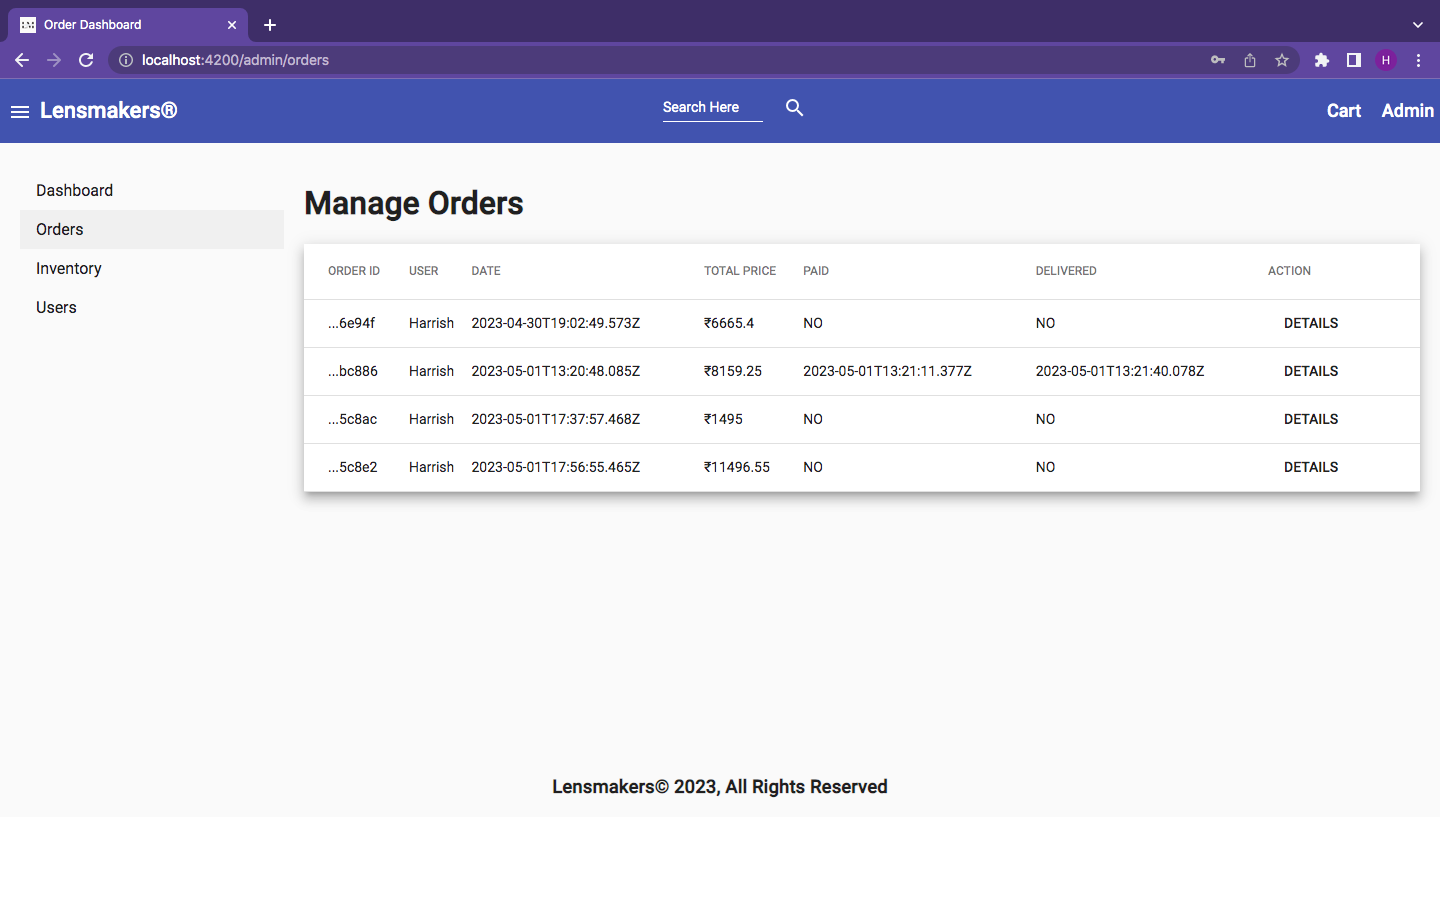 Order Dashboard
localhost:4200/admin/orders
H
Lensmakers®
Search Here
Cart Admin
Dashboard
Orders
Inventory
Users
Manage Orders
ORDER ID USER DATE TOTAL PRICE PAID DELIVERED ACTION
...6e94f Harrish 2023-04-30T19:02:49.573Z ₹6665.4 NO NO DETAILS
...bc886 Harrish 2023-05-01T13:20:48.085Z ₹8159.25 2023-05-01T13:21:11.377Z 2023-05-01T13:21:40.078Z DETAILS
...5c8ac Harrish 2023-05-01T17:37:57.468Z ₹1495 NO NO DETAILS
...5c8e2 Harrish 2023-05-01T17:56:55.465Z ₹11496.55 NO NO DETAILS
Lensmakers© 2023, All Rights Reserved